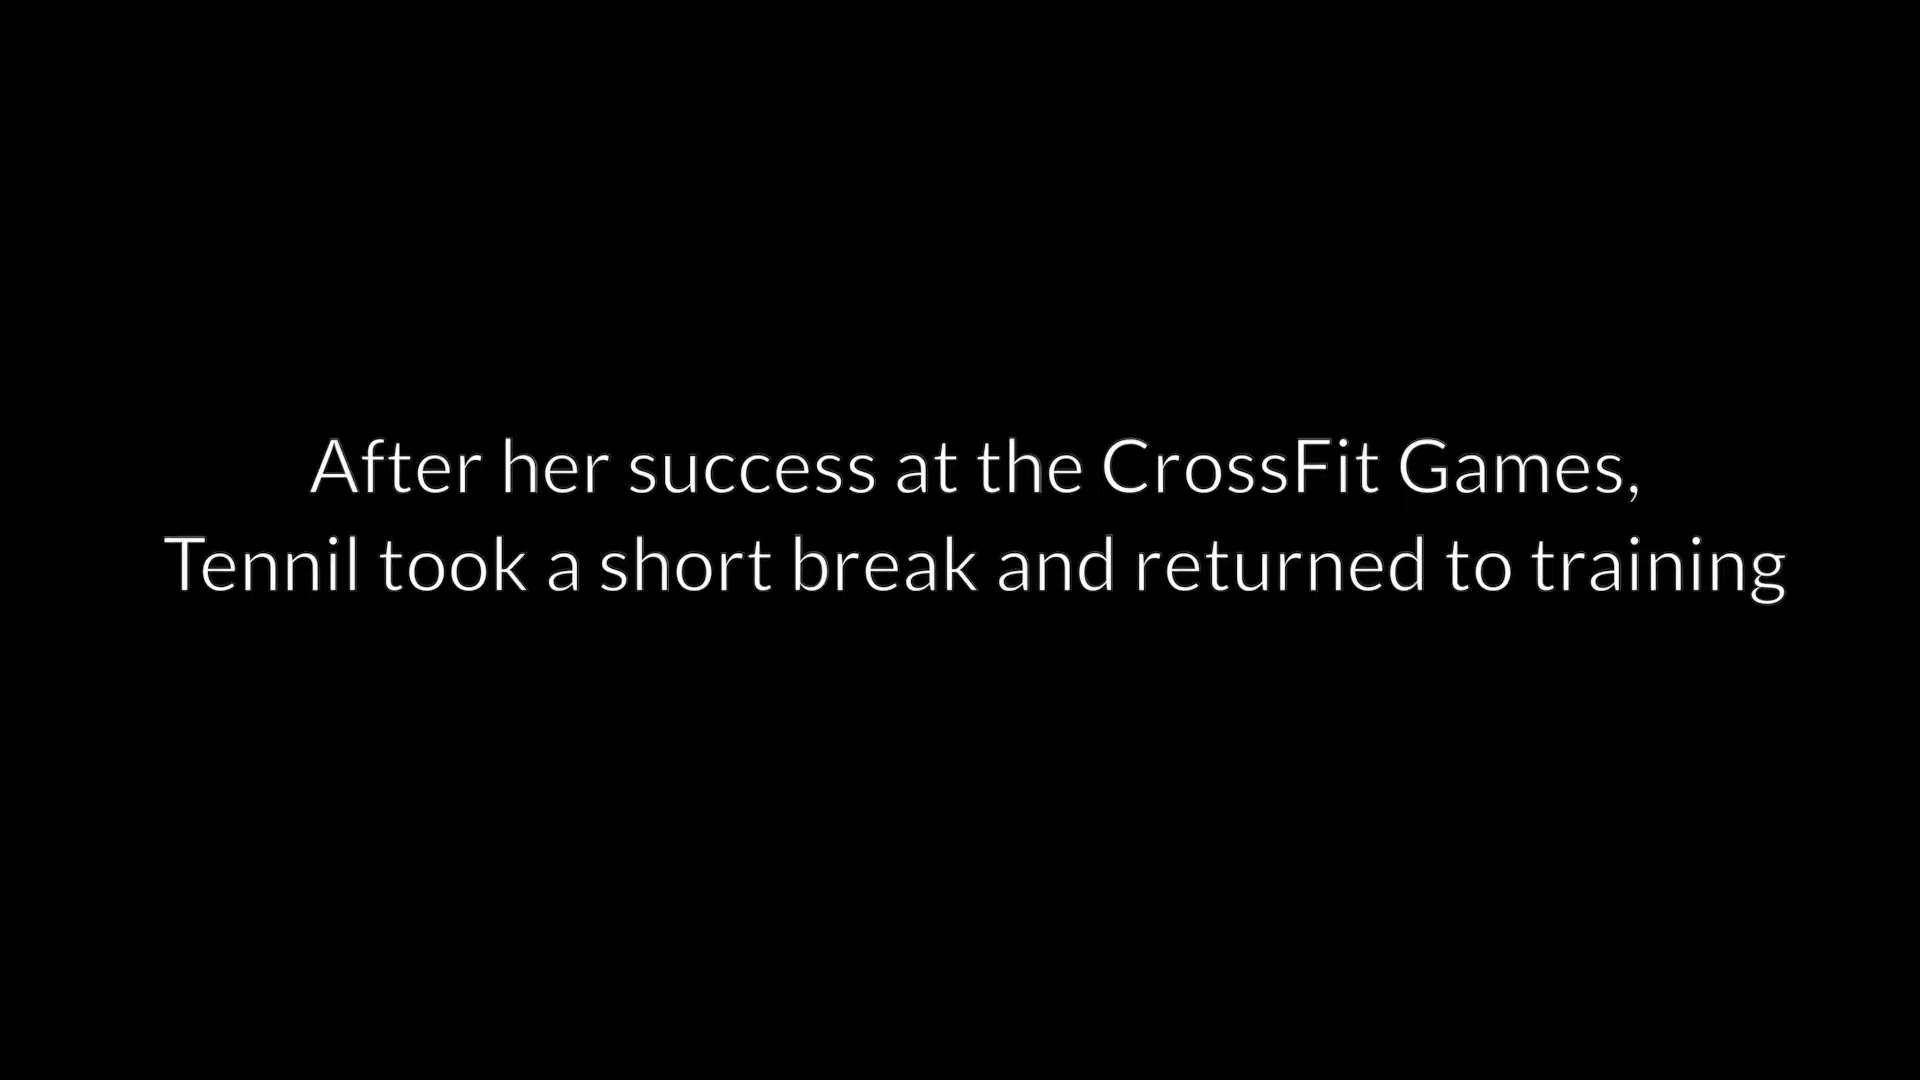 After her success at the CrossFit Games,
Tennil took a short break and returned to training